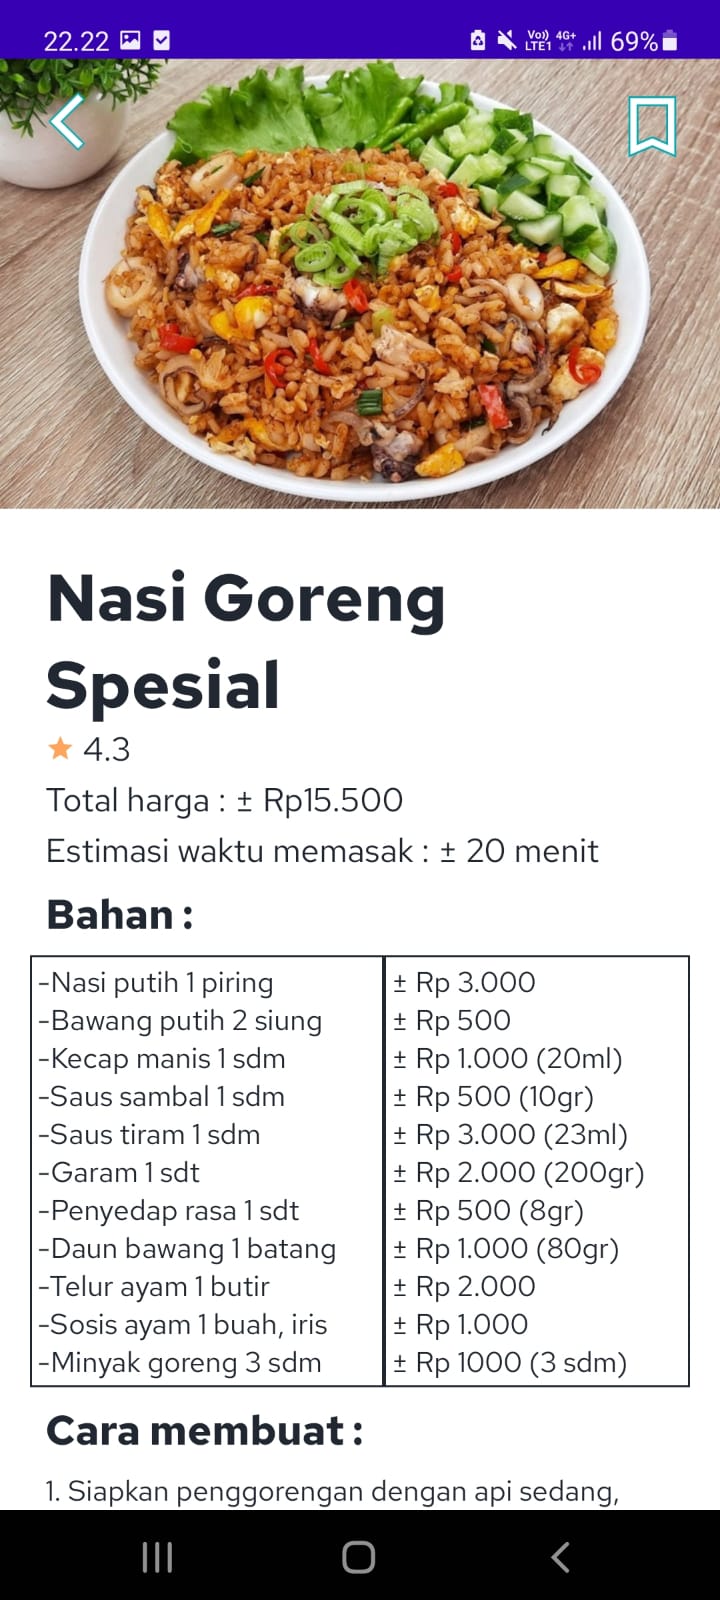 22.22
Vo)) 4G+
LTE1
69%
Nasi Goreng
Spesial
4.3
Total harga : ± Rp15.500
Estimasi waktu memasak : ± 20 menit
Bahan :
-Nasi putih 1 piring ± Rp 3.000
-Bawang putih 2 siung ± Rp 500
-Kecap manis 1 sdm ± Rp 1.000 (20ml)
-Saus sambal 1 sdm ± Rp 500 (10gr)
-Saus tiram 1 sdm ± Rp 3.000 (23ml)
-Garam 1 sdt ± Rp 2.000 (200gr)
-Penyedap rasa 1 sdt ± Rp 500 (8gr)
-Daun bawang 1 batang ± Rp 1.000 (80gr)
-Telur ayam 1 butir ± Rp 2.000
-Sosis ayam 1 buah, iris ± Rp 1.000
-Minyak goreng 3 sdm ± Rp 1000 (3 sdm)
Cara membuat :
1. Siapkan penggorengan dengan api sedang,